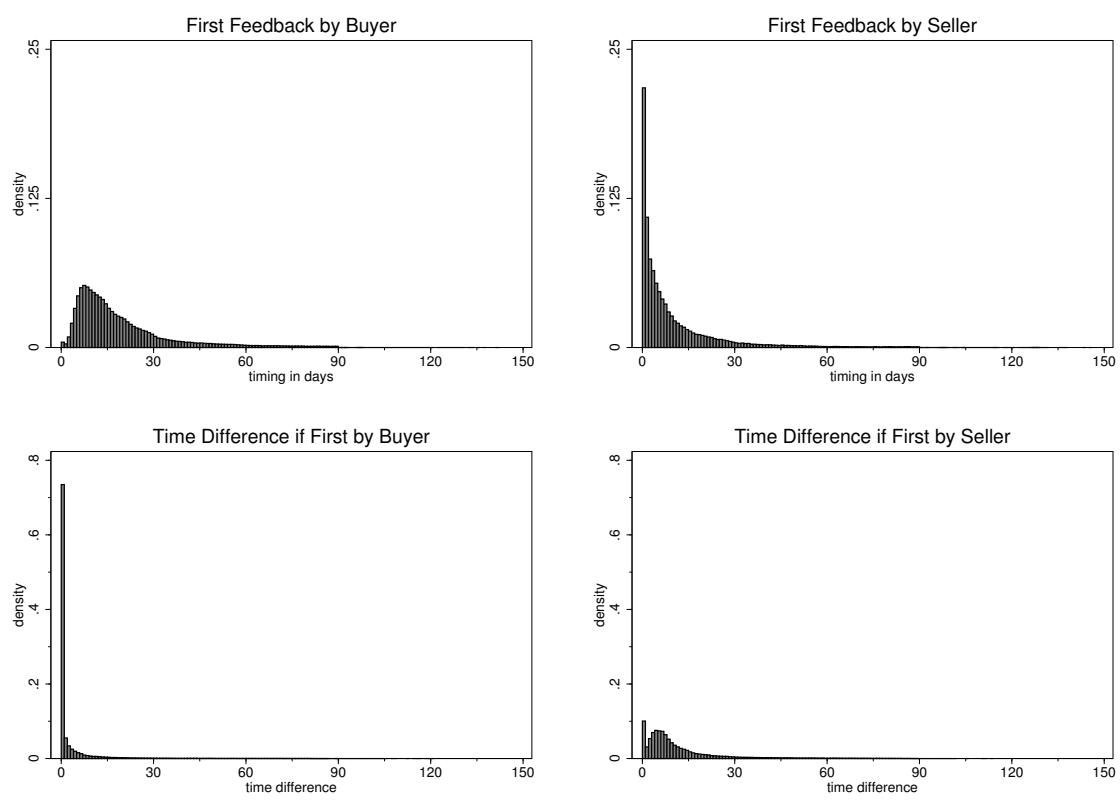 First Feedback by Buyer
density
.25
.125
0
0 30 60 90 120 150
timing in days
First Feedback by Seller
density
.25
.125
0
0 30 60 90 120 150
timing in days
Time Difference if First by Buyer
density
.8
.6
.4
.2
0
0 30 60 90 120 150
time difference
Time Difference if First by Seller
density
.8
.6
.4
.2
0
0 30 60 90 120 150
time difference